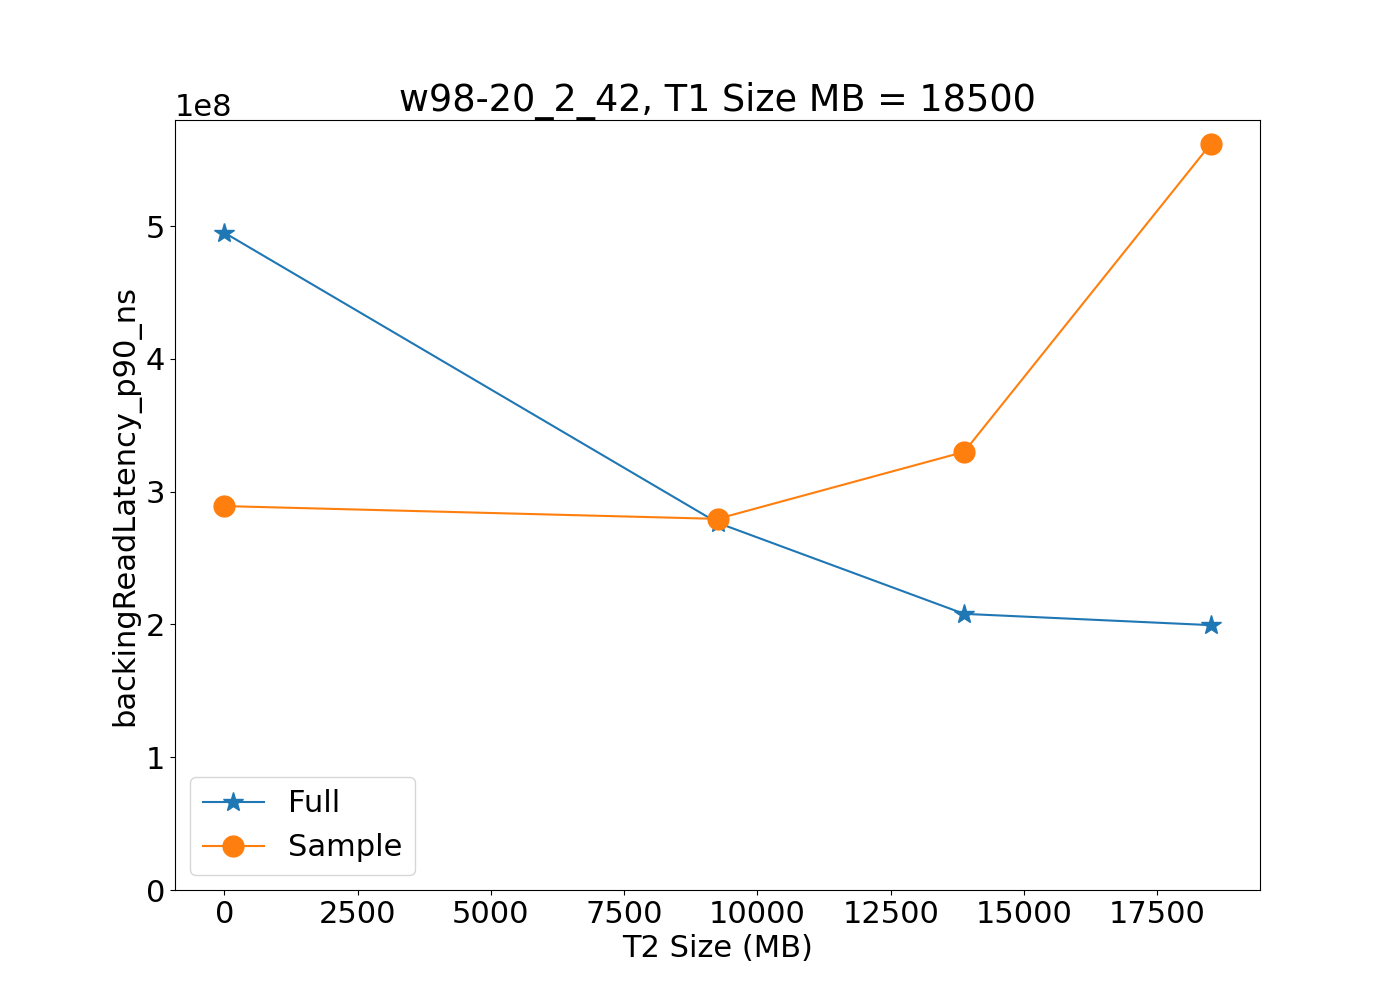 w98-20_2_42, T1 Size MB = 18500
1e8
backingReadLatency_p90_ns
5
4
3
2
1
0
Full
Sample
0 2500 5000 7500 10000 12500 15000 17500
T2 Size (MB)